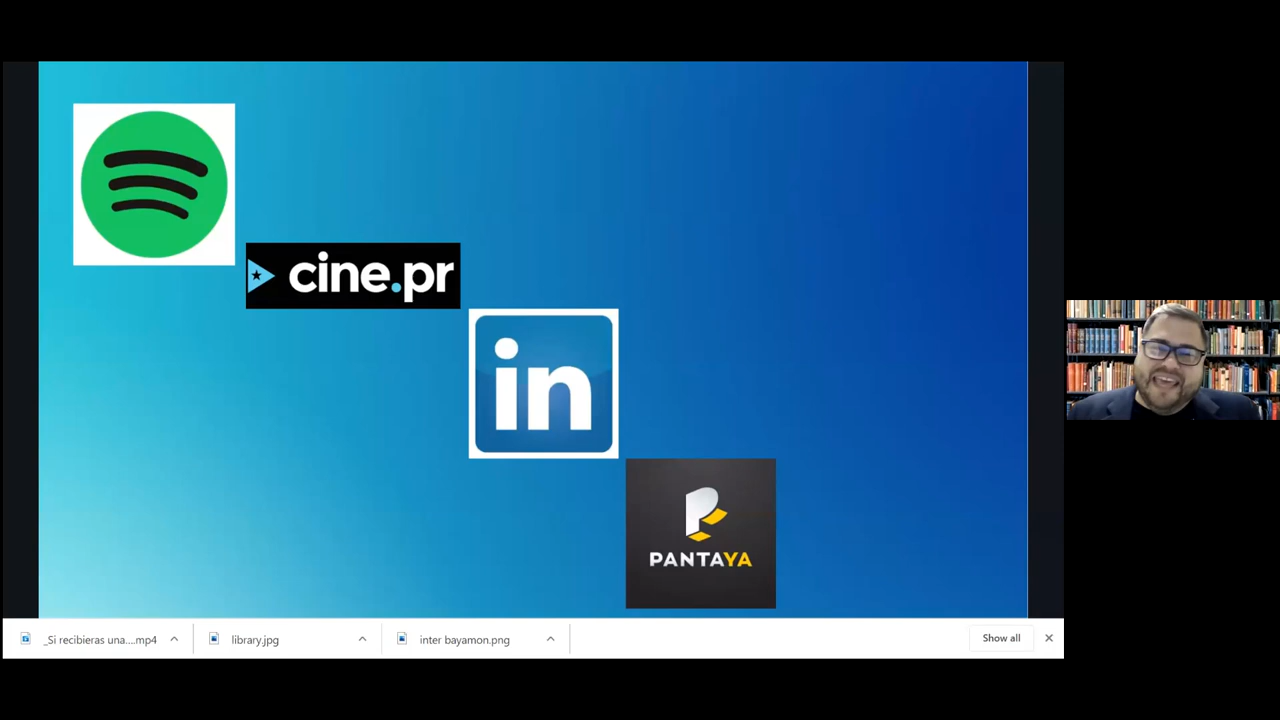 cine.pr
in
PANTAYA
_Si recibieras una....mp4
library.jpg
inter bayamon.png
Show all